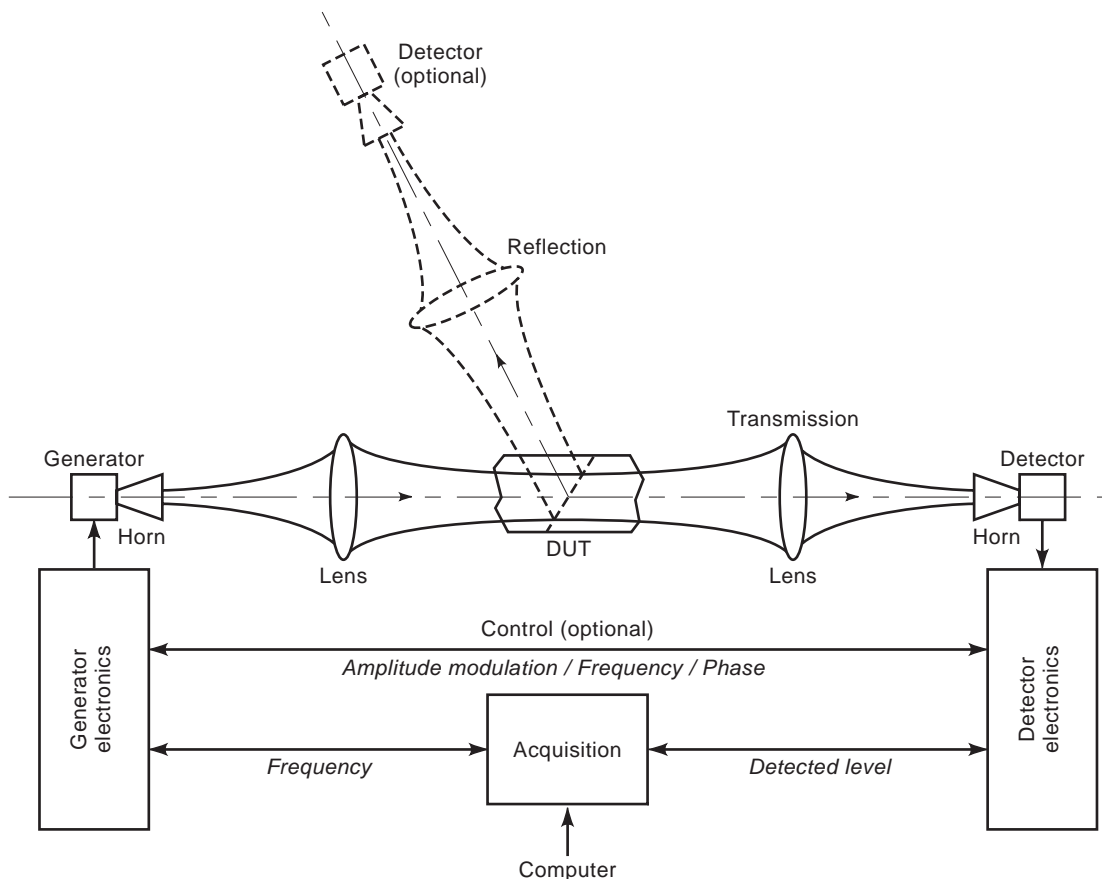 Detector
(optional)
Reflection
Transmission
Generator
Detector
Horn
DUT
Horn
Lens
Lens
Generator
electronics
Control (optional)
Amplitude modulation / Frequency / Phase
Detector
electronics
Acquisition
Frequency
Detected level
Computer